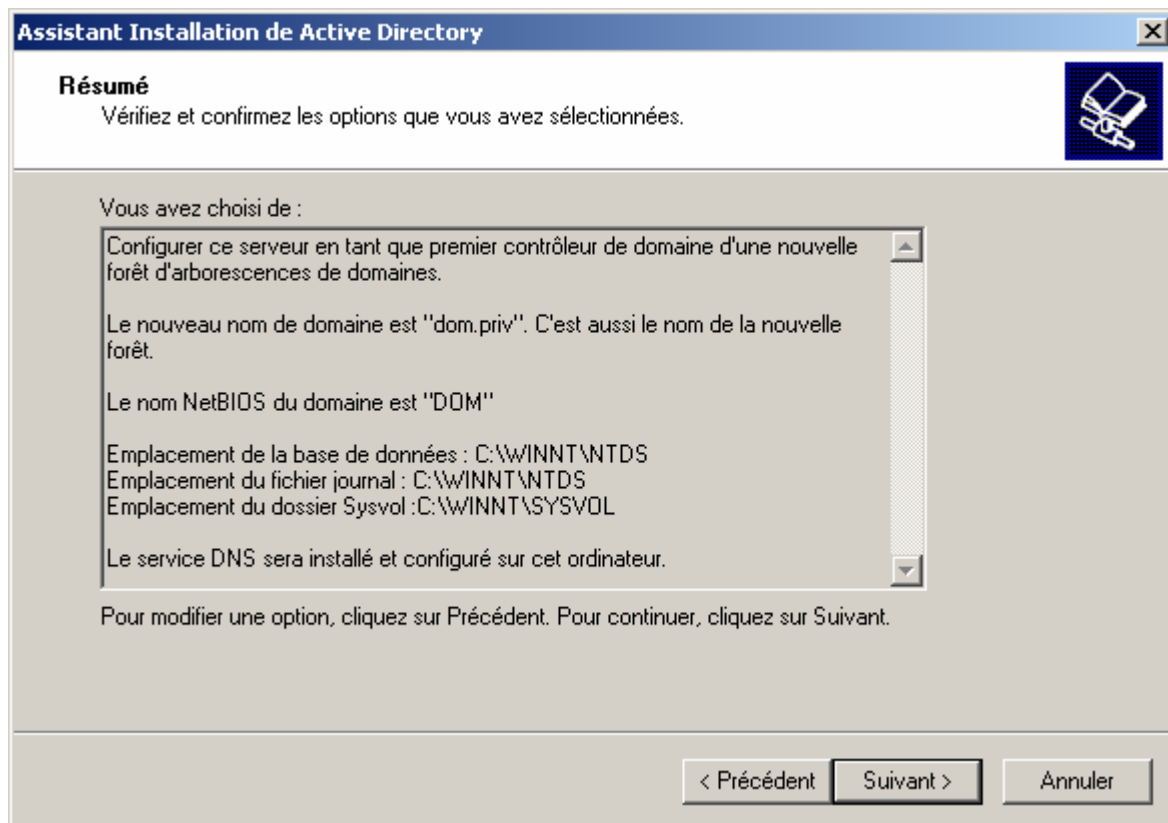 Assistant Installation de Active Directory
Résumé
Vérifiez et confirmez les options que vous avez sélectionnées.
Vous avez choisi de :
Configurer ce serveur en tant que premier contrôleur de domaine d'une nouvelle
forêt d'arborescences de domaines.
Le nouveau nom de domaine est "dom.priv". C'est aussi le nom de la nouvelle
forêt.
Le nom NetBIOS du domaine est "DOM"
Emplacement de la base de données : C:\WINNT\NTDS
Emplacement du fichier journal : C:\WINNT\NTDS
Emplacement du dossier Sysvol :C:\WINNT\SYSVOL
Le service DNS sera installé et configuré sur cet ordinateur.
Pour modifier une option, cliquez sur Précédent. Pour continuer, cliquez sur Suivant.
< Précédent Suivant > Annuler